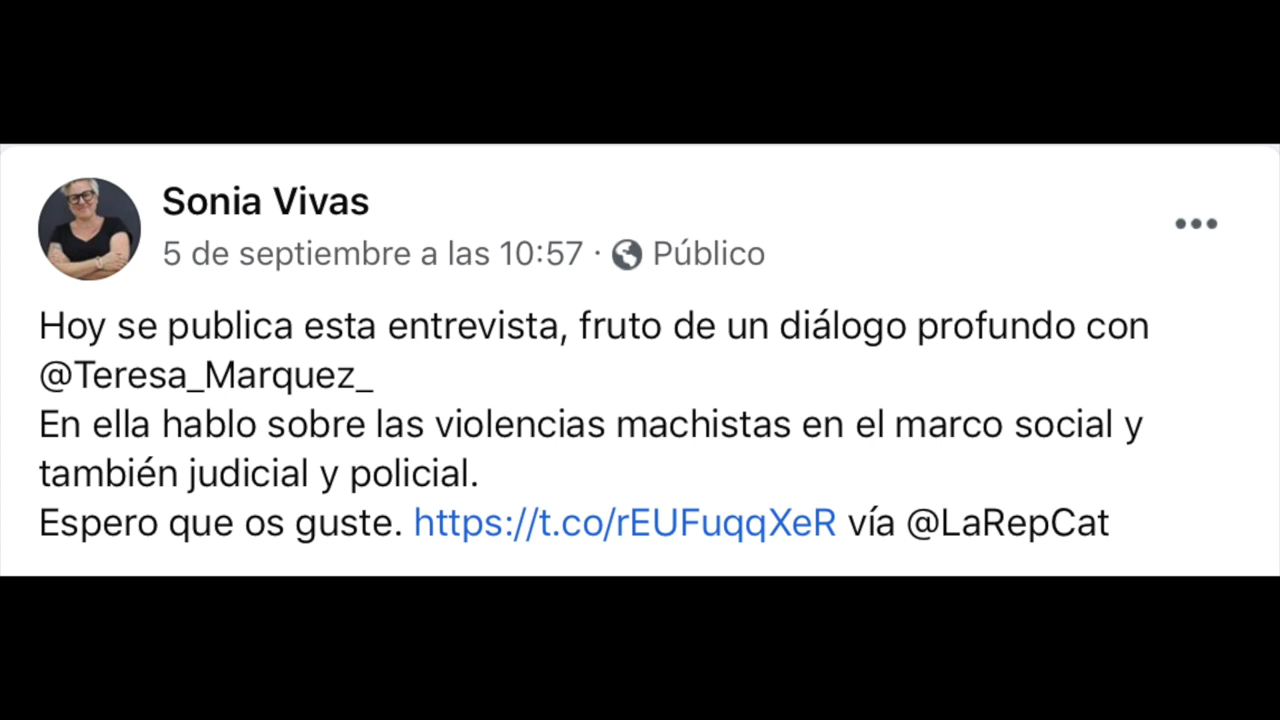 Sonia Vivas
5 de septiembre a las 10:57 · Público
Hoy se publica esta entrevista, fruto de un diálogo profundo con
@Teresa_Marquez_
En ella hablo sobre las violencias machistas en el marco social y
también judicial y policial.
Espero que os guste. https://t.co/rEUFuqqXeR vía @LaRepCat